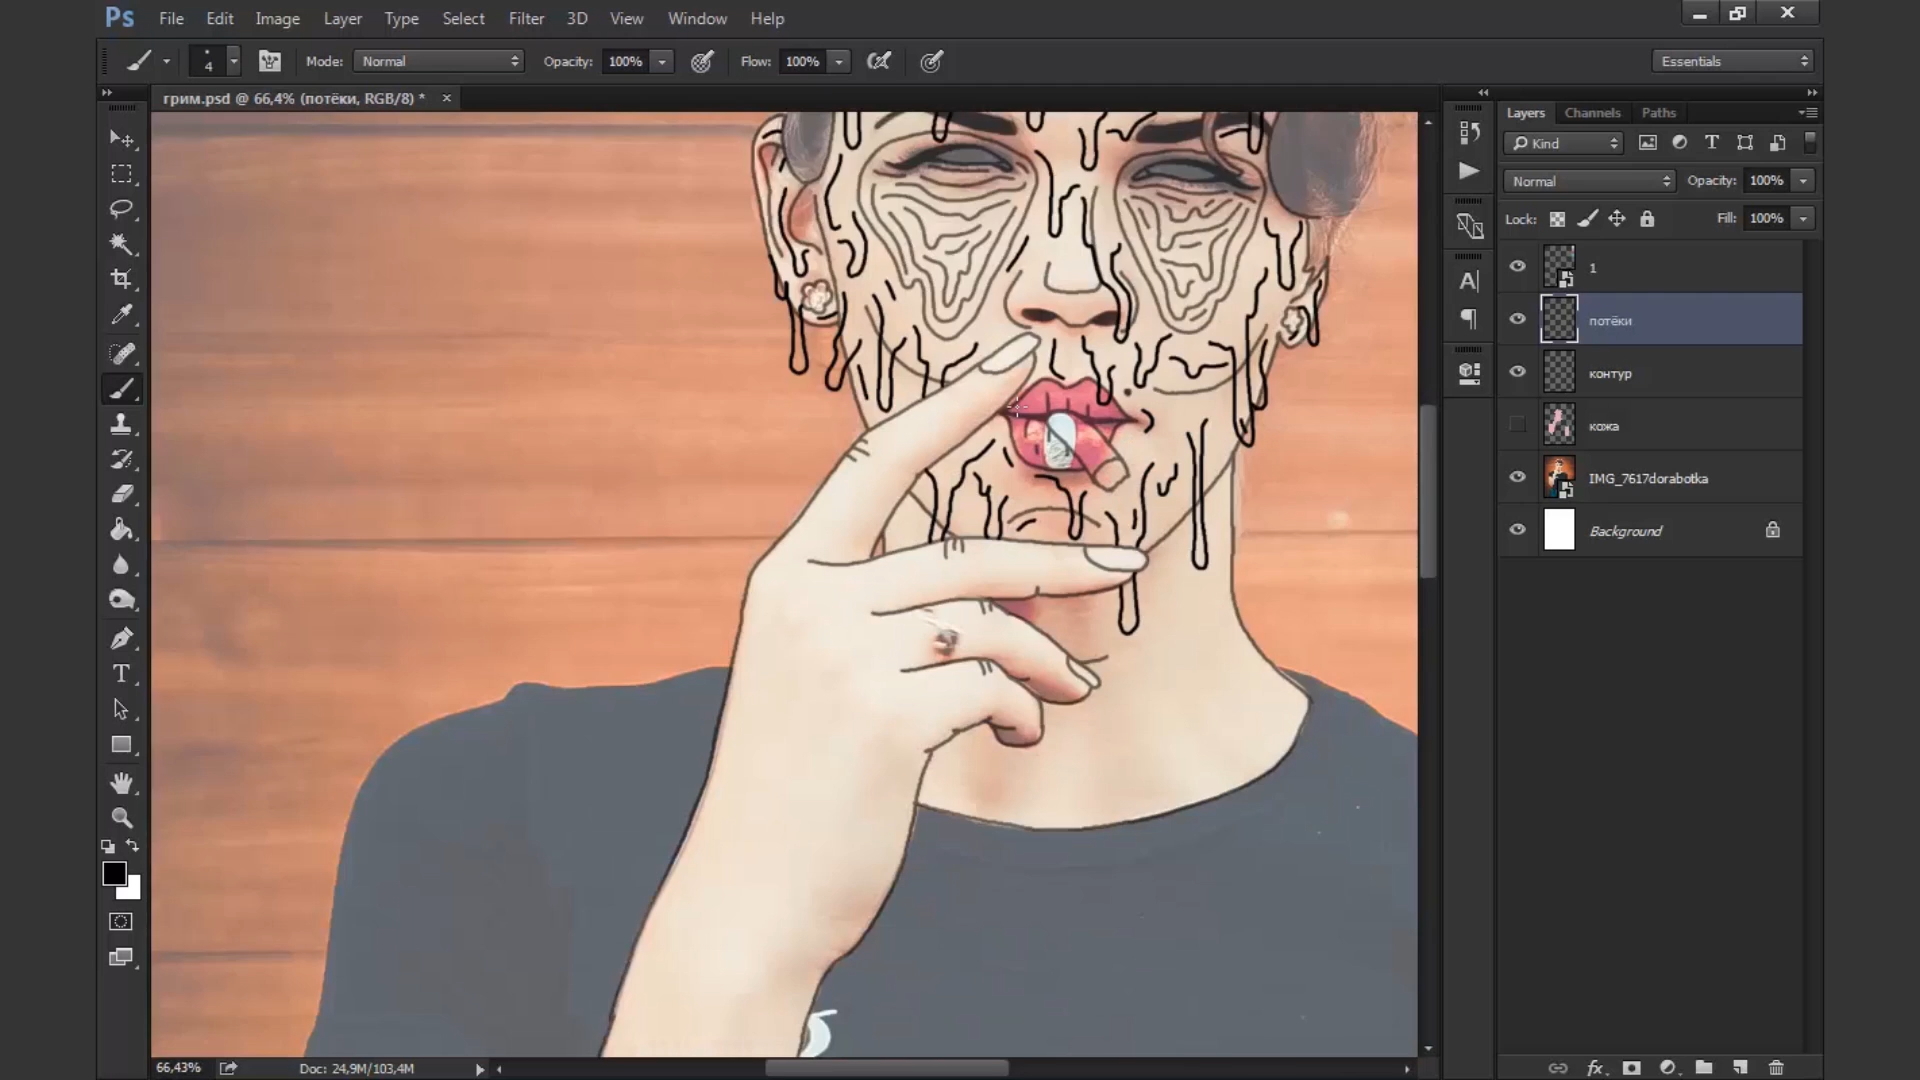 Ps File Edit Image Layer Type Select Filter 3D View Window Help
4 Mode: Normal Opacity: 100% Flow: 100% Essentials
грим.psd @ 66,4% (потёки, RGB/8) * ×
Layers Channels Paths
Kind
Normal Opacity: 100%
Lock: Fill: 100%
1
потёки
контур
кожа
IMG_7617dorabotka
Background
66,43% Doc: 24,9M/103,4M